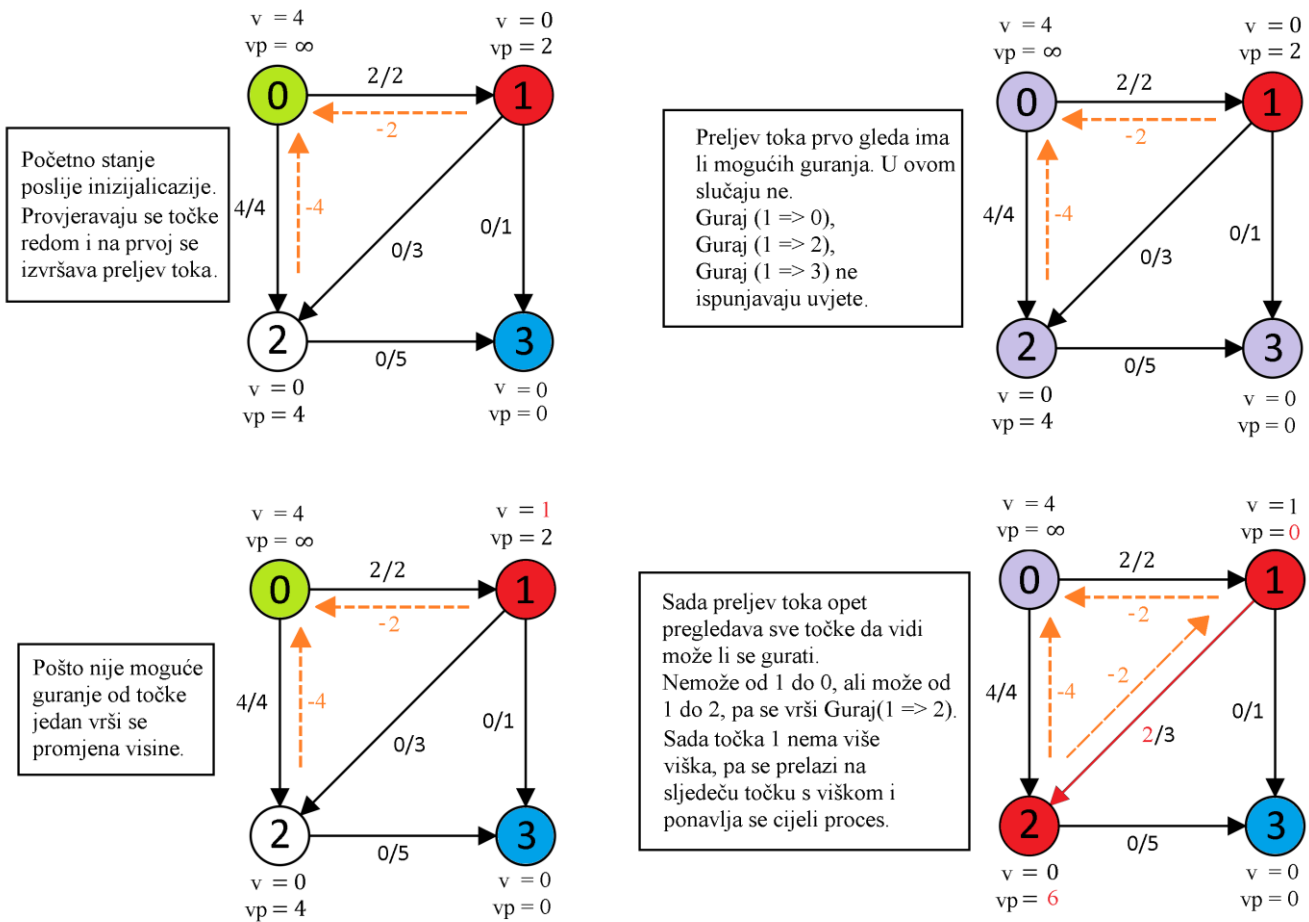 v = 4
vp = ∞
v = 0
vp = 2
0
2/2
1
-2
Početno stanje
poslije inizijalicazije.
Provjeravaju se točke
redom i na prvoj se
izvršava preljev toka.
4/4
-4
0/3
0/1
2
0/5
3
v = 0
vp = 4
v = 0
vp = 0
v = 4
vp = ∞
v = 0
vp = 2
0
2/2
1
-2
Preljev toka prvo gleda ima
li mogućih guranja. U ovom
slučaju ne.
Guraj (1 => 0),
Guraj (1 => 2),
Guraj (1 => 3) ne
ispunjavaju uvjete.
4/4
-4
0/3
0/1
2
0/5
3
v = 0
vp = 4
v = 0
vp = 0
v = 4
vp = ∞
v = 1
vp = 2
0
2/2
1
-2
Pošto nije moguće
guranje od točke
jedan vrši se
promjena visine.
4/4
-4
0/3
0/1
2
0/5
3
v = 0
vp = 4
v = 0
vp = 0
v = 4
vp = ∞
v = 1
vp = 0
0
2/2
1
-2
Sada preljev toka opet
pregledava sve točke da vidi
može li se gurati.
Nemože od 1 do 0, ali može od
1 do 2, pa se vrši Guraj(1 => 2).
Sada točka 1 nema više
viška, pa se prelazi na
sljedeču točku s viškom i
ponavlja se cijeli proces.
4/4
-4
-2
2/3
0/1
2
0/5
3
v = 0
vp = 6
v = 0
vp = 0